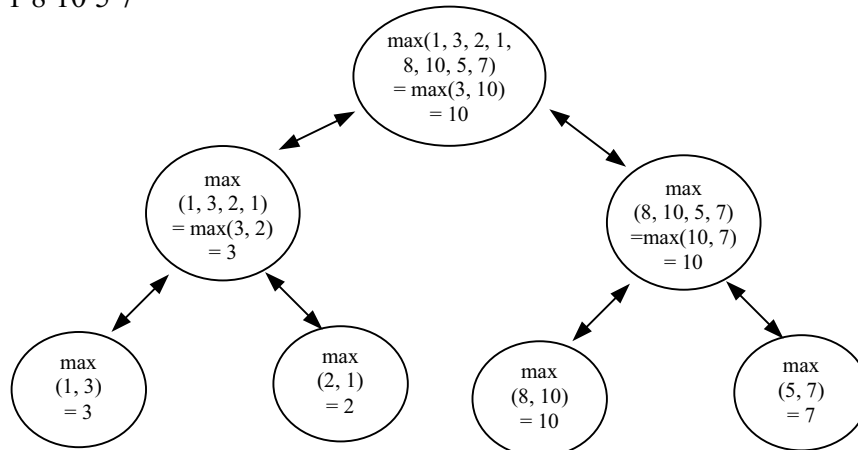 1 8 10 5 7
max(1, 3, 2, 1,
8, 10, 5, 7)
= max(3, 10)
= 10
max
(1, 3, 2, 1)
= max(3, 2)
= 3
max
(8, 10, 5, 7)
=max(10, 7)
= 10
max
(1, 3)
= 3
max
(2, 1)
= 2
max
(8, 10)
= 10
max
(5, 7)
= 7